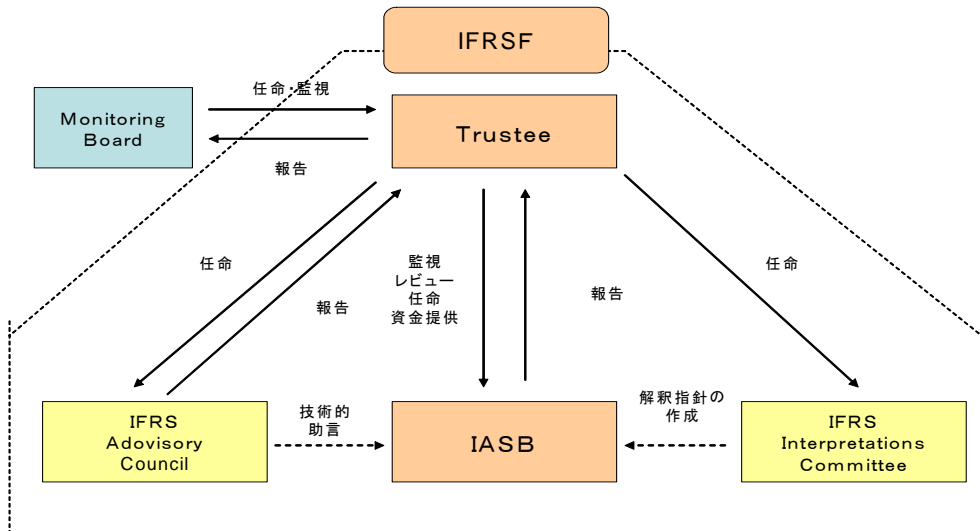 IFRSF
任命・監視
Monitoring
Board
Trustee
報告
任命
報告
監視
レビュー
任命
資金提供
報告
任命
IFRS
Adovisory
Council
技術的
助言
IASB
解釈指針の
作成
IFRS
Interpretations
Committee